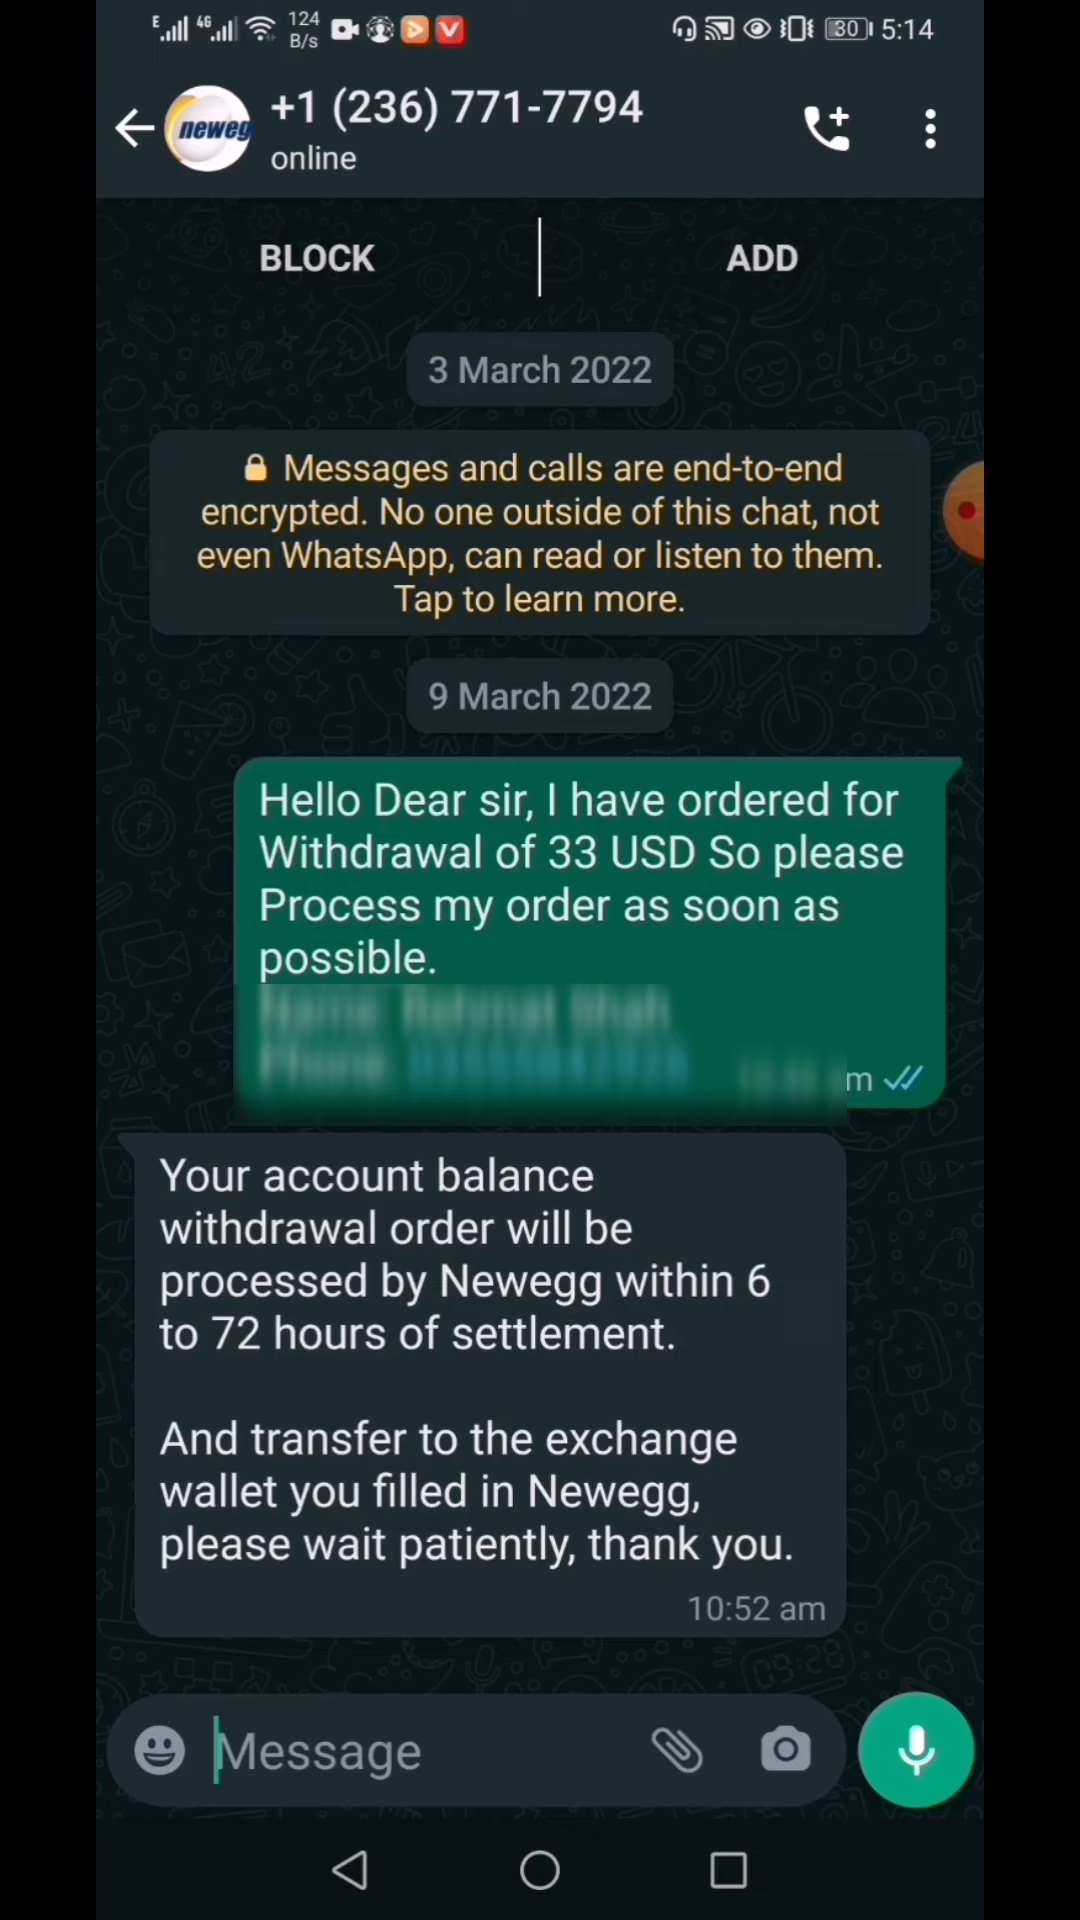 E 4G 124 B/s 30 5:14
newegg
+1 (236) 771-7794
online
BLOCK ADD
3 March 2022
Messages and calls are end-to-end
encrypted. No one outside of this chat, not
even WhatsApp, can read or listen to them.
Tap to learn more.
9 March 2022
Hello Dear sir, I have ordered for
Withdrawal of 33 USD So please
Process my order as soon as
possible.
m
Your account balance
withdrawal order will be
processed by Newegg within 6
to 72 hours of settlement.
And transfer to the exchange
wallet you filled in Newegg,
please wait patiently, thank you.
10:52 am
Message